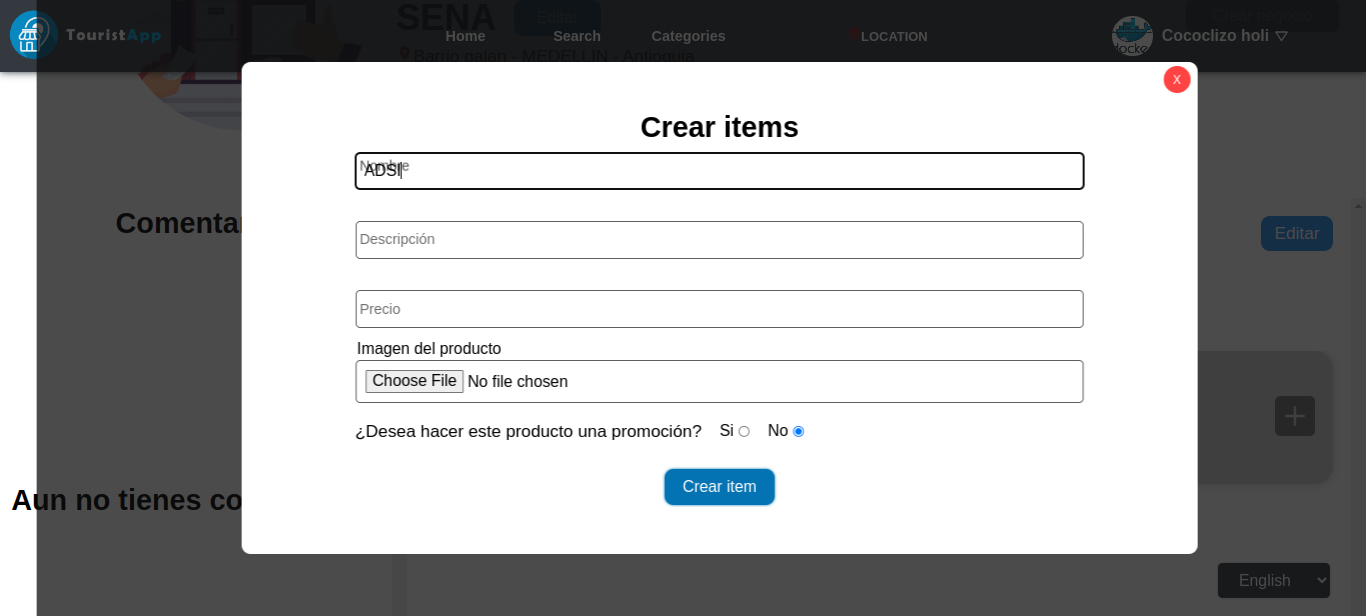 SENA
Editar
Crear negocio
TouristApp
Home
Search
Categories
LOCATION
Cococlizo holi
Barrio galan - MEDELLIN - Antioquia
X
Crear items
Nombre
ADSI
Comentar
Editar
Descripción
Precio
Imagen del producto
Choose File No file chosen
¿Desea hacer este producto una promoción? Si No
Crear item
Aun no tienes co
English